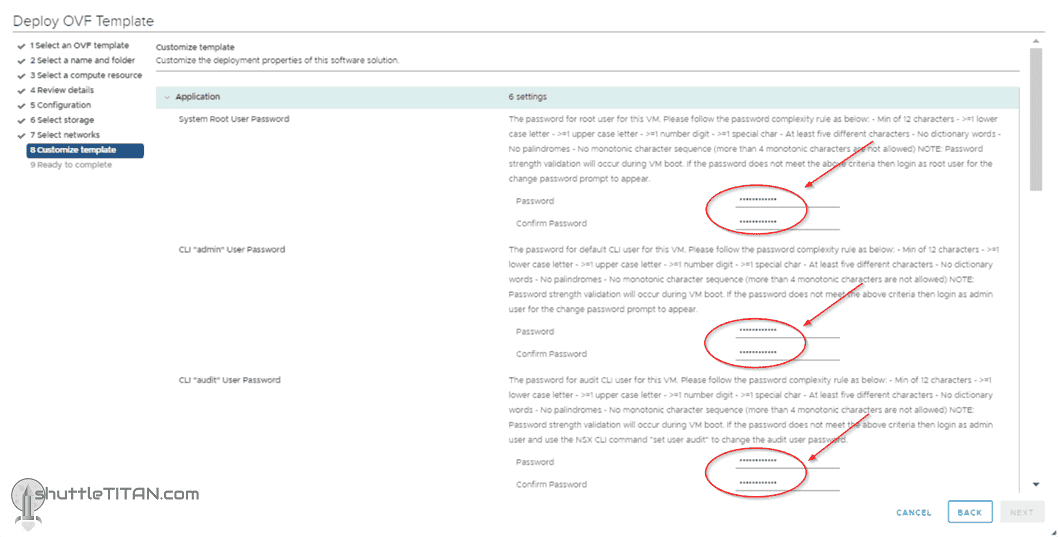 Deploy OVF Template
1 Select an OVF template
2 Select a name and folder
3 Select a compute resource
4 Review details
5 Configuration
6 Select storage
7 Select networks
8 Customize template
9 Ready to complete
Customize template
Customize the deployment properties of this software solution.
Application
6 settings
System Root User Password
The password for root user for this VM. Please follow the password complexity rule as below: - Min of 12 characters - >=1 lower
case letter - >=1 upper case letter - >=1 number digit - >=1 special char - At least five different characters - No dictionary words -
No palindromes - No monotonic character sequence (more than 4 monotonic characters are not allowed) NOTE: Password
strength validation will occur during VM boot. If the password does not meet the above criteria then login as root user for the
change password prompt to appear.
Password
••••••••••••
Confirm Password
••••••••••••
CLI "admin" User Password
The password for default CLI user for this VM. Please follow the password complexity rule as below: - Min of 12 characters - >=1
lower case letter - >=1 upper case letter - >=1 number digit - >=1 special char - At least five different characters - No dictionary
words - No palindromes - No monotonic character sequence (more than 4 monotonic characters are not allowed) NOTE:
Password strength validation will occur during VM boot. If the password does not meet the above criteria then login as admin
user for the change password prompt to appear.
Password
••••••••••••
Confirm Password
••••••••••••
CLI "audit" User Password
The password for audit CLI user for this VM. Please follow the password complexity rule as below: - Min of 12 characters - >=1
lower case letter - >=1 upper case letter - >=1 number digit - >=1 special char - At least five different characters - No dictionary
words - No palindromes - No monotonic character sequence (more than 4 monotonic characters are not allowed) NOTE:
Password strength validation will occur during VM boot. If the password does not meet the above criteria then login as admin
user and use the NSX CLI command "set user audit" to change the audit user password.
Password
••••••••••••
Confirm Password
••••••••••••
shuttleTITAN.com
CANCEL
BACK
NEXT